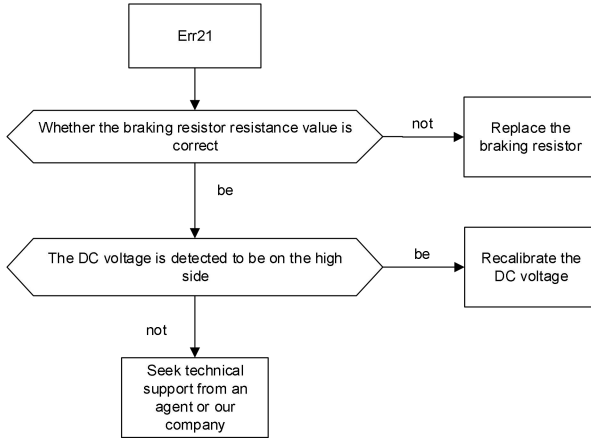 Err21
Whether the braking resistor resistance value is
correct
not
Replace the
braking resistor
be
The DC voltage is detected to be on the high
side
be
Recalibrate the
DC voltage
not
Seek technical
support from an
agent or our
company